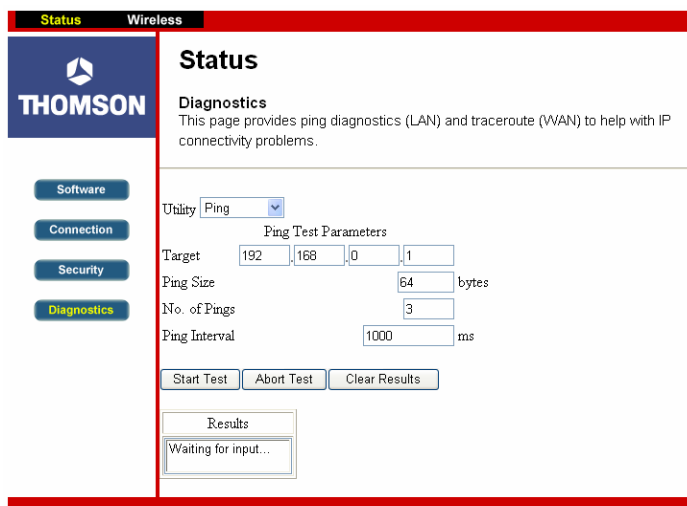 Status Wireless
THOMSON
Status
Diagnostics
This page provides ping diagnostics (LAN) and traceroute (WAN) to help with IP
connectivity problems.
Software
Connection
Security
Diagnostics
Utility Ping
Ping Test Parameters
Target 192 .168 .0 .1
Ping Size 64 bytes
No. of Pings 3
Ping Interval 1000 ms
Start Test Abort Test Clear Results
Results
Waiting for input...